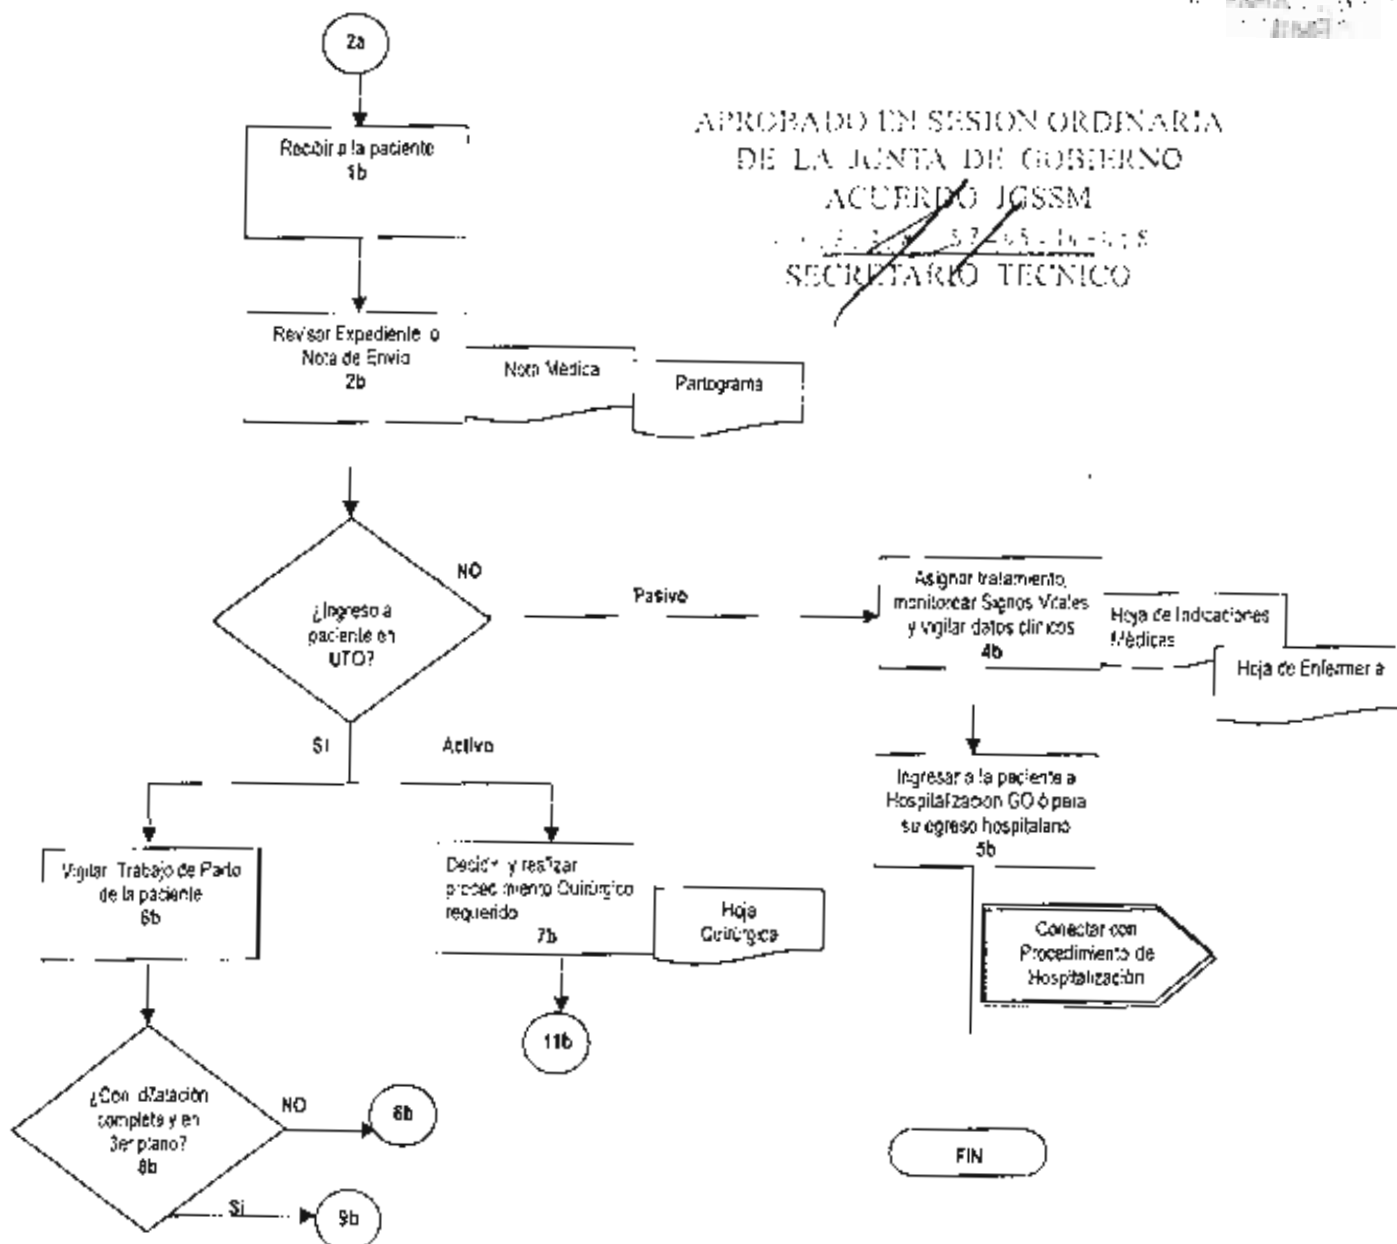 2a
APROBADO EN SESION ORDINARIA
DE LA JUNTA DE GOBIERNO
ACUERDO JGSSM
SECRETARIO TECNICO
Recibir a la paciente
1b
Revisar Expediente o
Nota de Envío
2b
Nota Médica
Partograma
¿Ingreso a
paciente en
UTO?
NO
Pasivo
Asignar tratamiento,
monitorear Signos Vitales
y vigilar datos clínicos
4b
Hoja de Indicaciones
Médicas
Hoja de Enfermería
SI
Activo
Ingresar a la paciente a
Hospitalización GO ó para
su egreso hospitalario
5b
Vigilar Trabajo de Parto
de la paciente
6b
Decidir y realizar
procedimiento Quirúrgico
requerido
7b
Hoja
Quirúrgica
Conectar con
Procedimiento de
Hospitalización
11b
¿Con dilatación
completa y en
3er plano?
8b
NO
6b
Si
9b
FIN